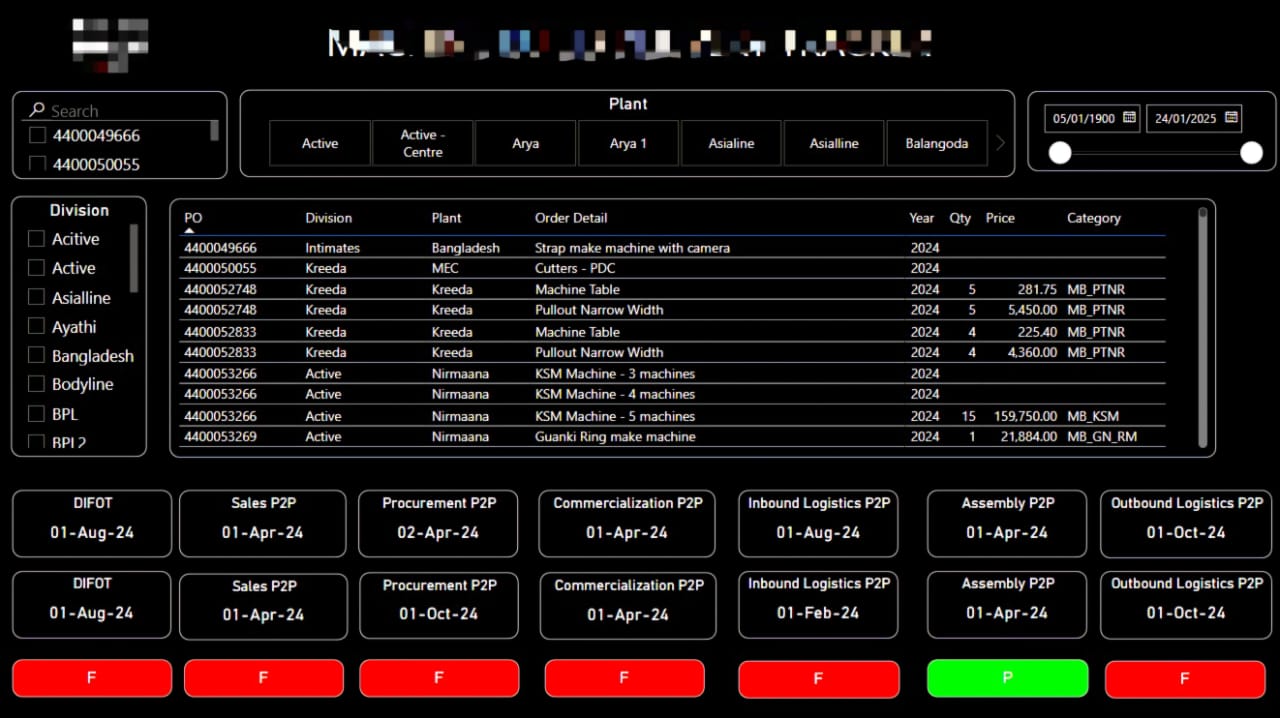 Search
4400049666
4400050055
Plant
Active
Active - Centre
Arya
Arya 1
Asialine
Asialline
Balangoda
05/01/1900
24/01/2025
Division
Acitive
Active
Asialline
Ayathi
Bangladesh
Bodyline
BPL
BPL2
PO Division Plant Order Detail Year Qty Price Category
4400049666 Intimates Bangladesh Strap make machine with camera 2024
4400050055 Kreeda MEC Cutters - PDC 2024
4400052748 Kreeda Kreeda Machine Table 2024 5 281.75 MB_PTNR
4400052748 Kreeda Kreeda Pullout Narrow Width 2024 5 5,450.00 MB_PTNR
4400052833 Kreeda Kreeda Machine Table 2024 4 225.40 MB_PTNR
4400052833 Kreeda Kreeda Pullout Narrow Width 2024 4 4,360.00 MB_PTNR
4400053266 Active Nirmaana KSM Machine - 3 machines 2024
4400053266 Active Nirmaana KSM Machine - 4 machines 2024
4400053266 Active Nirmaana KSM Machine - 5 machines 2024 15 159,750.00 MB_KSM
4400053269 Active Nirmaana Guanki Ring make machine 2024 1 21,884.00 MB_GN_RM
DIFOT Sales P2P Procurement P2P Commercialization P2P Inbound Logistics P2P Assembly P2P Outbound Logistics P2P
01-Aug-24 01-Apr-24 02-Apr-24 01-Apr-24 01-Aug-24 01-Apr-24 01-Oct-24
DIFOT Sales P2P Procurement P2P Commercialization P2P Inbound Logistics P2P Assembly P2P Outbound Logistics P2P
01-Aug-24 01-Apr-24 01-Oct-24 01-Apr-24 01-Feb-24 01-Apr-24 01-Oct-24
F F F F F P F